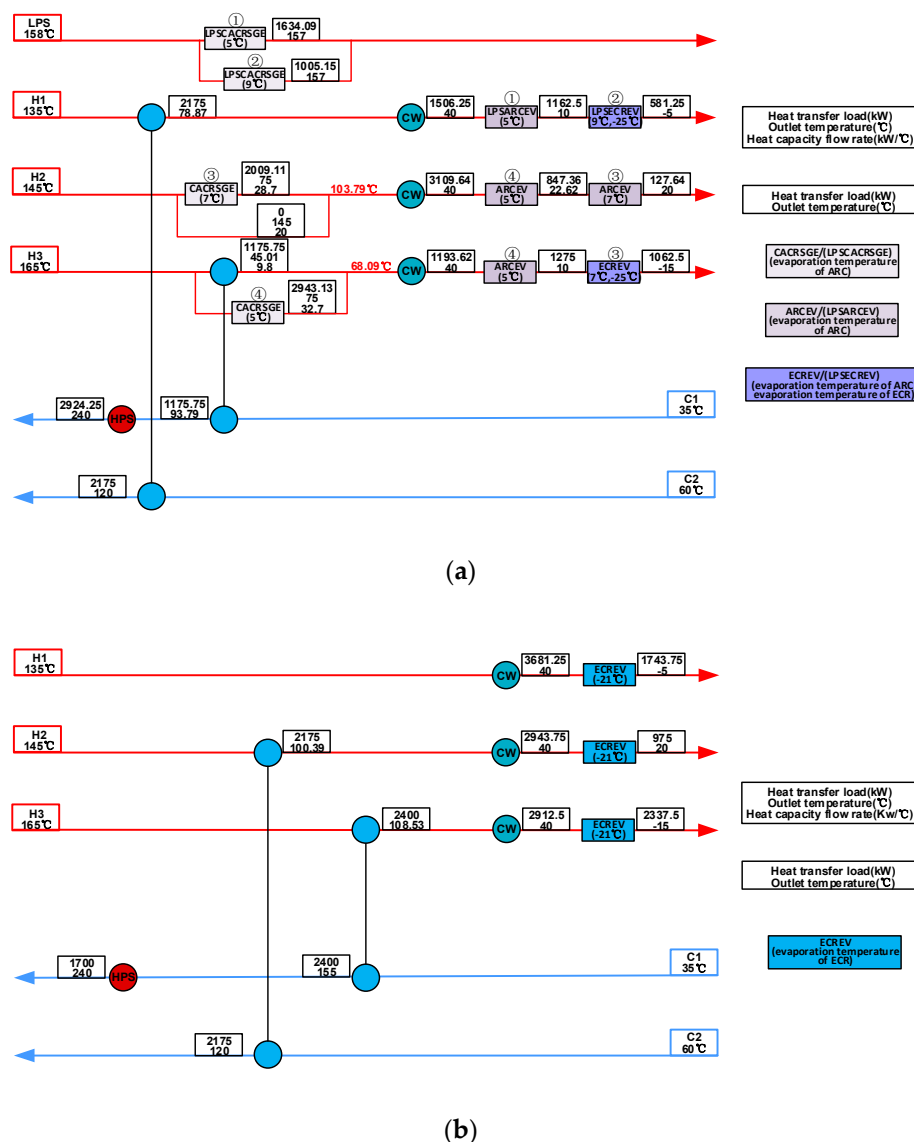 LPS
158℃
①
LPSCACRSGE
(5℃)
1634.09
157
②
LPSCACRSGE
(9℃)
1005.15
157
H1
135℃
2175
78.87
CW
1506.25
40
①
LPSARCEV
(5℃)
1162.5
10
②
LPSECREV
9℃,-25℃)
581.25
-5
Heat transfer load(kW)
Outlet temperature(℃)
Heat capacity flow rate(kW/℃)
H2
145℃
③
CACRSGE
(7℃)
2009.11
75
28.7
0
145
20
103.79℃
CW
3109.64
40
④
ARCEV
(5℃)
847.36
22.62
③
ARCEV
(7℃)
127.64
20
Heat transfer load(kW)
Outlet temperature(℃)
H3
165℃
1175.75
45.01
9.8
④
CACRSGE
(5℃)
2943.13
75
32.7
68.09℃
CW
1193.62
40
④
ARCEV
(5℃)
1275
10
③
ECREV
7℃,-25℃)
1062.5
-15
CACRSGE/(LPSCACRSGE)
(evaporation temperature
of ARC)
ARCEV/(LPSARCEV)
(evaporation temperature
of ARC)
ECREV/(LPSECREV)
(evaporation temperature of ARC
evaporation temperature of ECR)
2924.25
240
HPS
1175.75
93.79
C1
35℃
2175
120
C2
60℃
(a)
H1
135℃
CW
3681.25
40
ECREV
(-21℃)
1743.75
-5
H2
145℃
2175
100.39
CW
2943.75
40
ECREV
(-21℃)
975
20
H3
165℃
2400
108.53
CW
2912.5
40
ECREV
(-21℃)
2337.5
-15
Heat transfer load(kW)
Outlet temperature(℃)
Heat capacity flow rate(Kw/℃)
Heat transfer load(kW)
Outlet temperature(℃)
ECREV
(evaporation temperature
of ECR)
1700
240
HPS
2400
155
C1
35℃
2175
120
C2
60℃
(b)